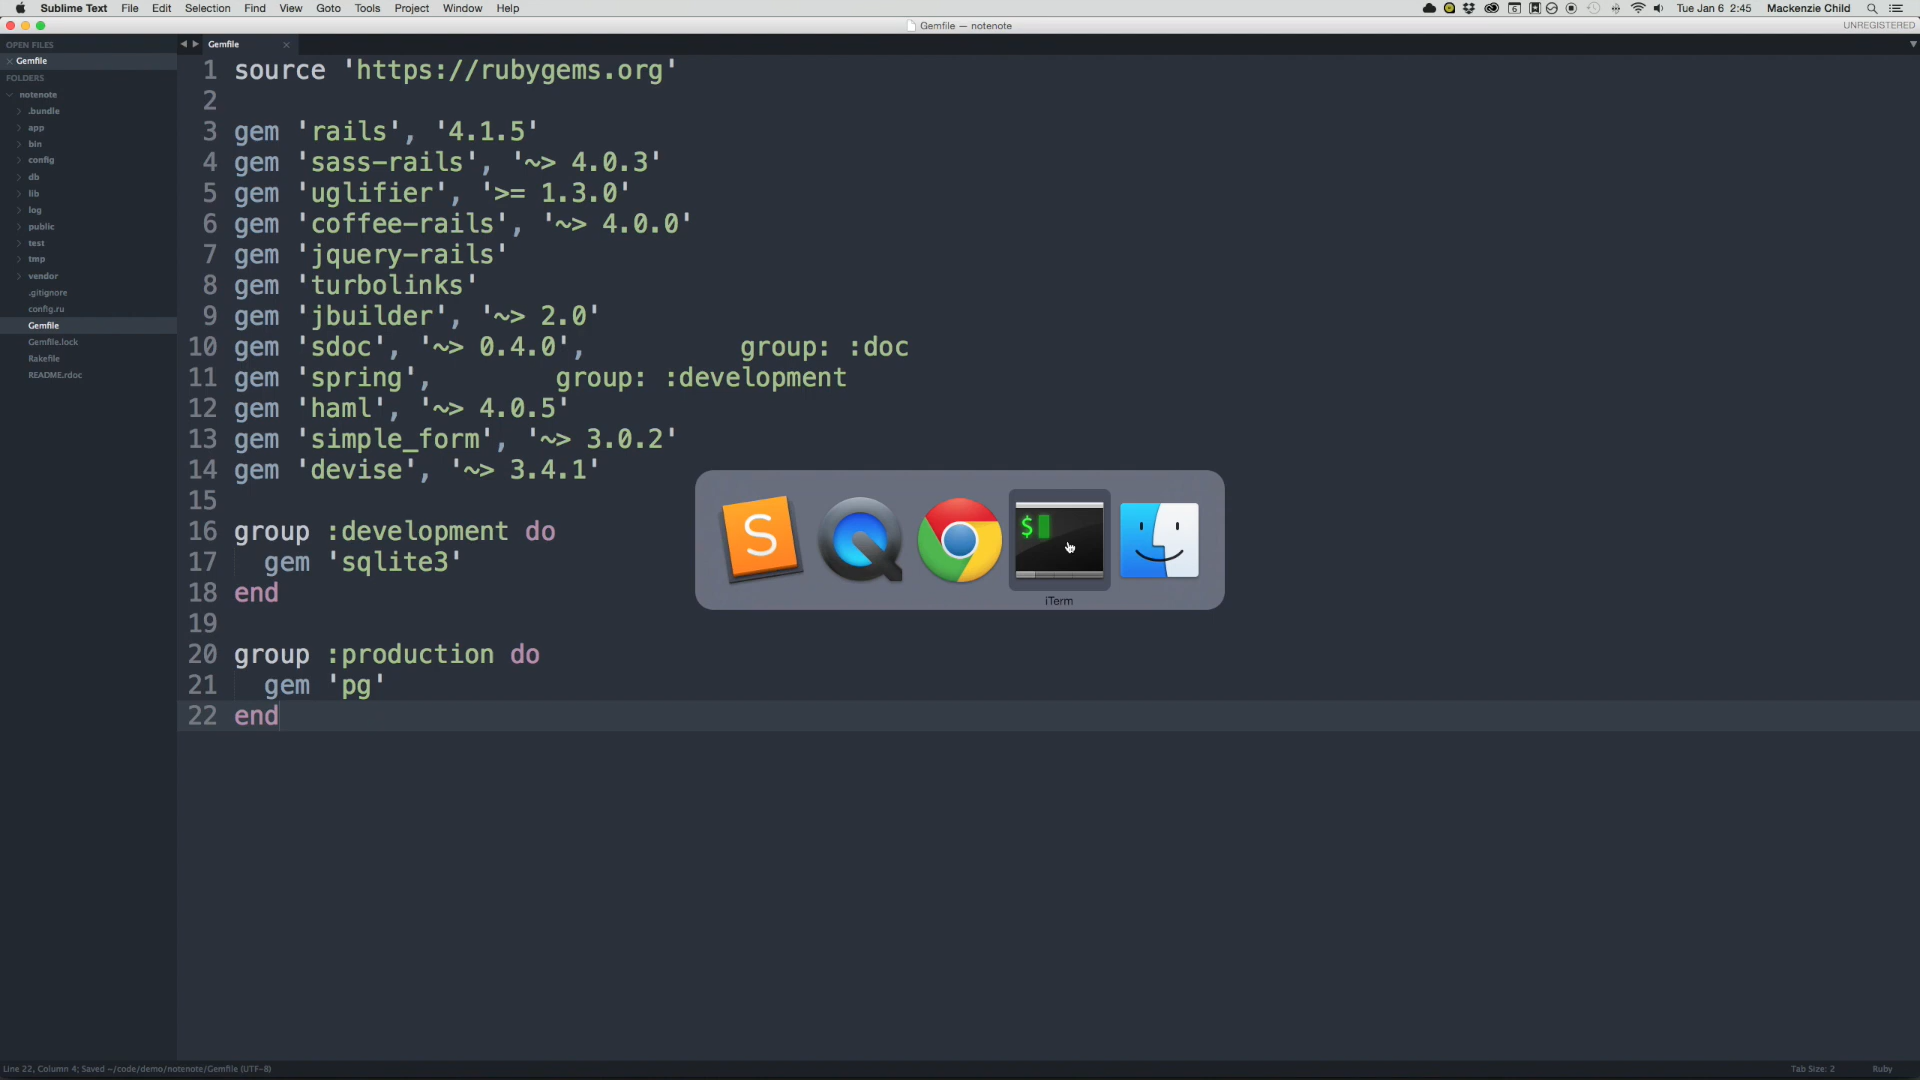 Sublime Text File Edit Selection Find View Goto Tools Project Window Help
6 Tue Jan 6 2:45 Mackenzie Child
Gemfile — notenote
UNREGISTERED
OPEN FILES
Gemfile
FOLDERS
notenote
.bundle
app
bin
config
db
lib
log
public
test
tmp
vendor
.gitignore
config.ru
Gemfile
Gemfile.lock
Rakefile
README.rdoc
Gemfile
1 source 'https://rubygems.org'
2
3 gem 'rails', '4.1.5'
4 gem 'sass-rails', '~> 4.0.3'
5 gem 'uglifier', '>= 1.3.0'
6 gem 'coffee-rails', '~> 4.0.0'
7 gem 'jquery-rails'
8 gem 'turbolinks'
9 gem 'jbuilder', '~> 2.0'
10 gem 'sdoc', '~> 0.4.0', group: :doc
11 gem 'spring', group: :development
12 gem 'haml', '~> 4.0.5'
13 gem 'simple_form', '~> 3.0.2'
14 gem 'devise', '~> 3.4.1'
15
16 group :development do
17 gem 'sqlite3'
18 end
19
20 group :production do
21 gem 'pg'
22 end
S
$
iTerm
Line 22, Column 4; Saved ~/code/demo/notenote/Gemfile (UTF-8)
Tab Size: 2
Ruby